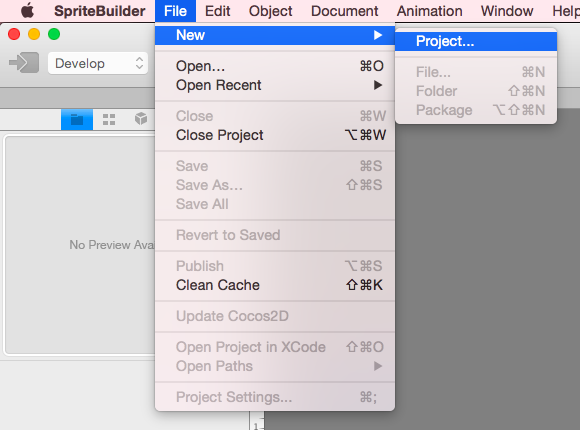 SpriteBuilder File Edit Object Document Animation Window Help
Develop
New
Project...
Open... ⌘O
File... ⌘N
Open Recent
Folder ⇧⌘N
Package ⌥⇧⌘N
Close ⌘W
Close Project ⌥⌘W
Save ⌘S
Save As... ⇧⌘S
Save All
Revert to Saved
No Preview Ava
Publish ⌥⌘S
Clean Cache ⇧⌘K
Update Cocos2D
Open Project in XCode ⇧⌘O
Open Paths
Project Settings... ⌘;
1